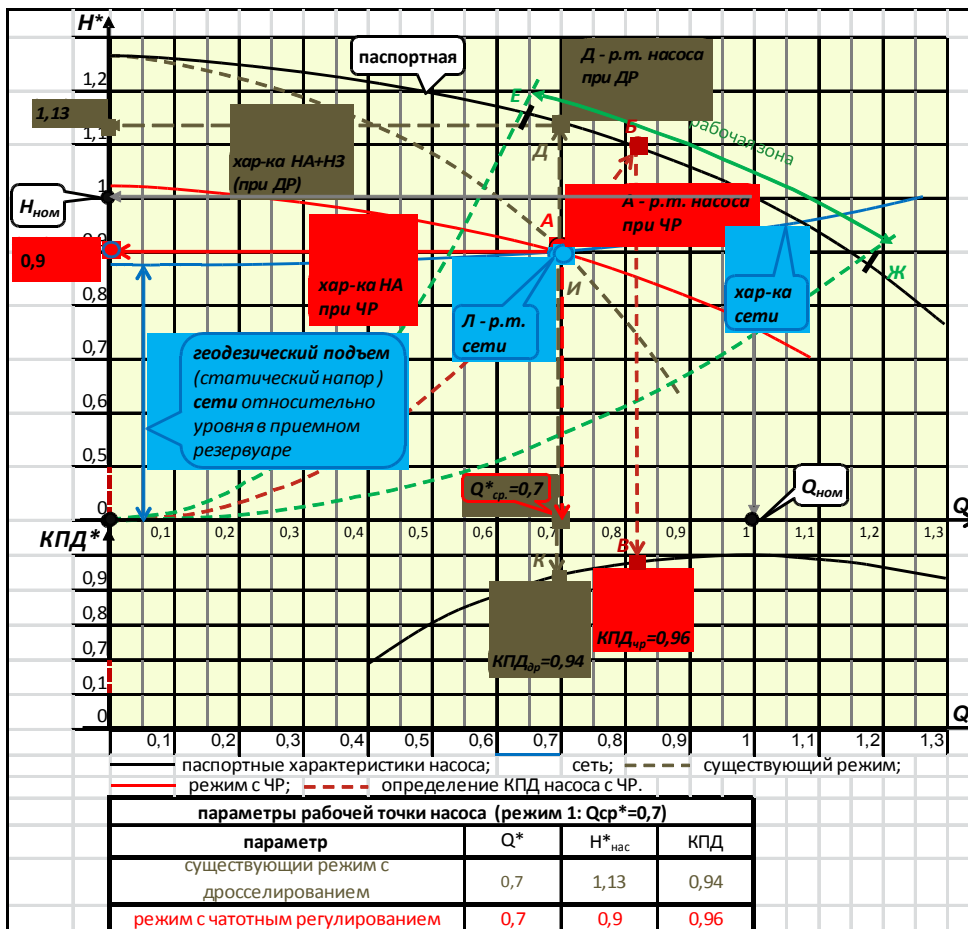 H*
паспортная
Д - р.т. насоса
при ДР
1,2
Е
1,13
Б
рабочая зона
1,1
Д
хар-ка НА+НЗ
(при ДР)
1
Hном
А
А - р.т. насоса
при ЧР
0,9
0,9
Ж
И
хар-ка НА
при ЧР
хар-ка
сети
0,8
Л - р.т.
сети
0,7
геодезический подъем
(статический напор)
сети относительно
уровня в приемном
резервуаре
0,6
0,5
Q*ср.=0,7
Qном
0
Q
0,1 0,2 0,3 0,4 0,5 0,6 0,7 0,8 0,9 1 1,1 1,2 1,3
КПД*
В
К
0,9
0,8
КПДчр=0,96
0,7
КПДдр=0,94
0,1
0
Q
0,1 0,2 0,3 0,4 0,5 0,6 0,7 0,8 0,9 1 1,1 1,2 1,3
паспортные характеристики насоса; сеть; существующий режим;
режим с ЧР; определение КПД насоса с ЧР.
параметры рабочей точки насоса (режим 1: Qср*=0,7)
параметр Q* H*нас КПД
существующий режим с
дросселированием 0,7 1,13 0,94
режим с чатотным регулированием 0,7 0,9 0,96